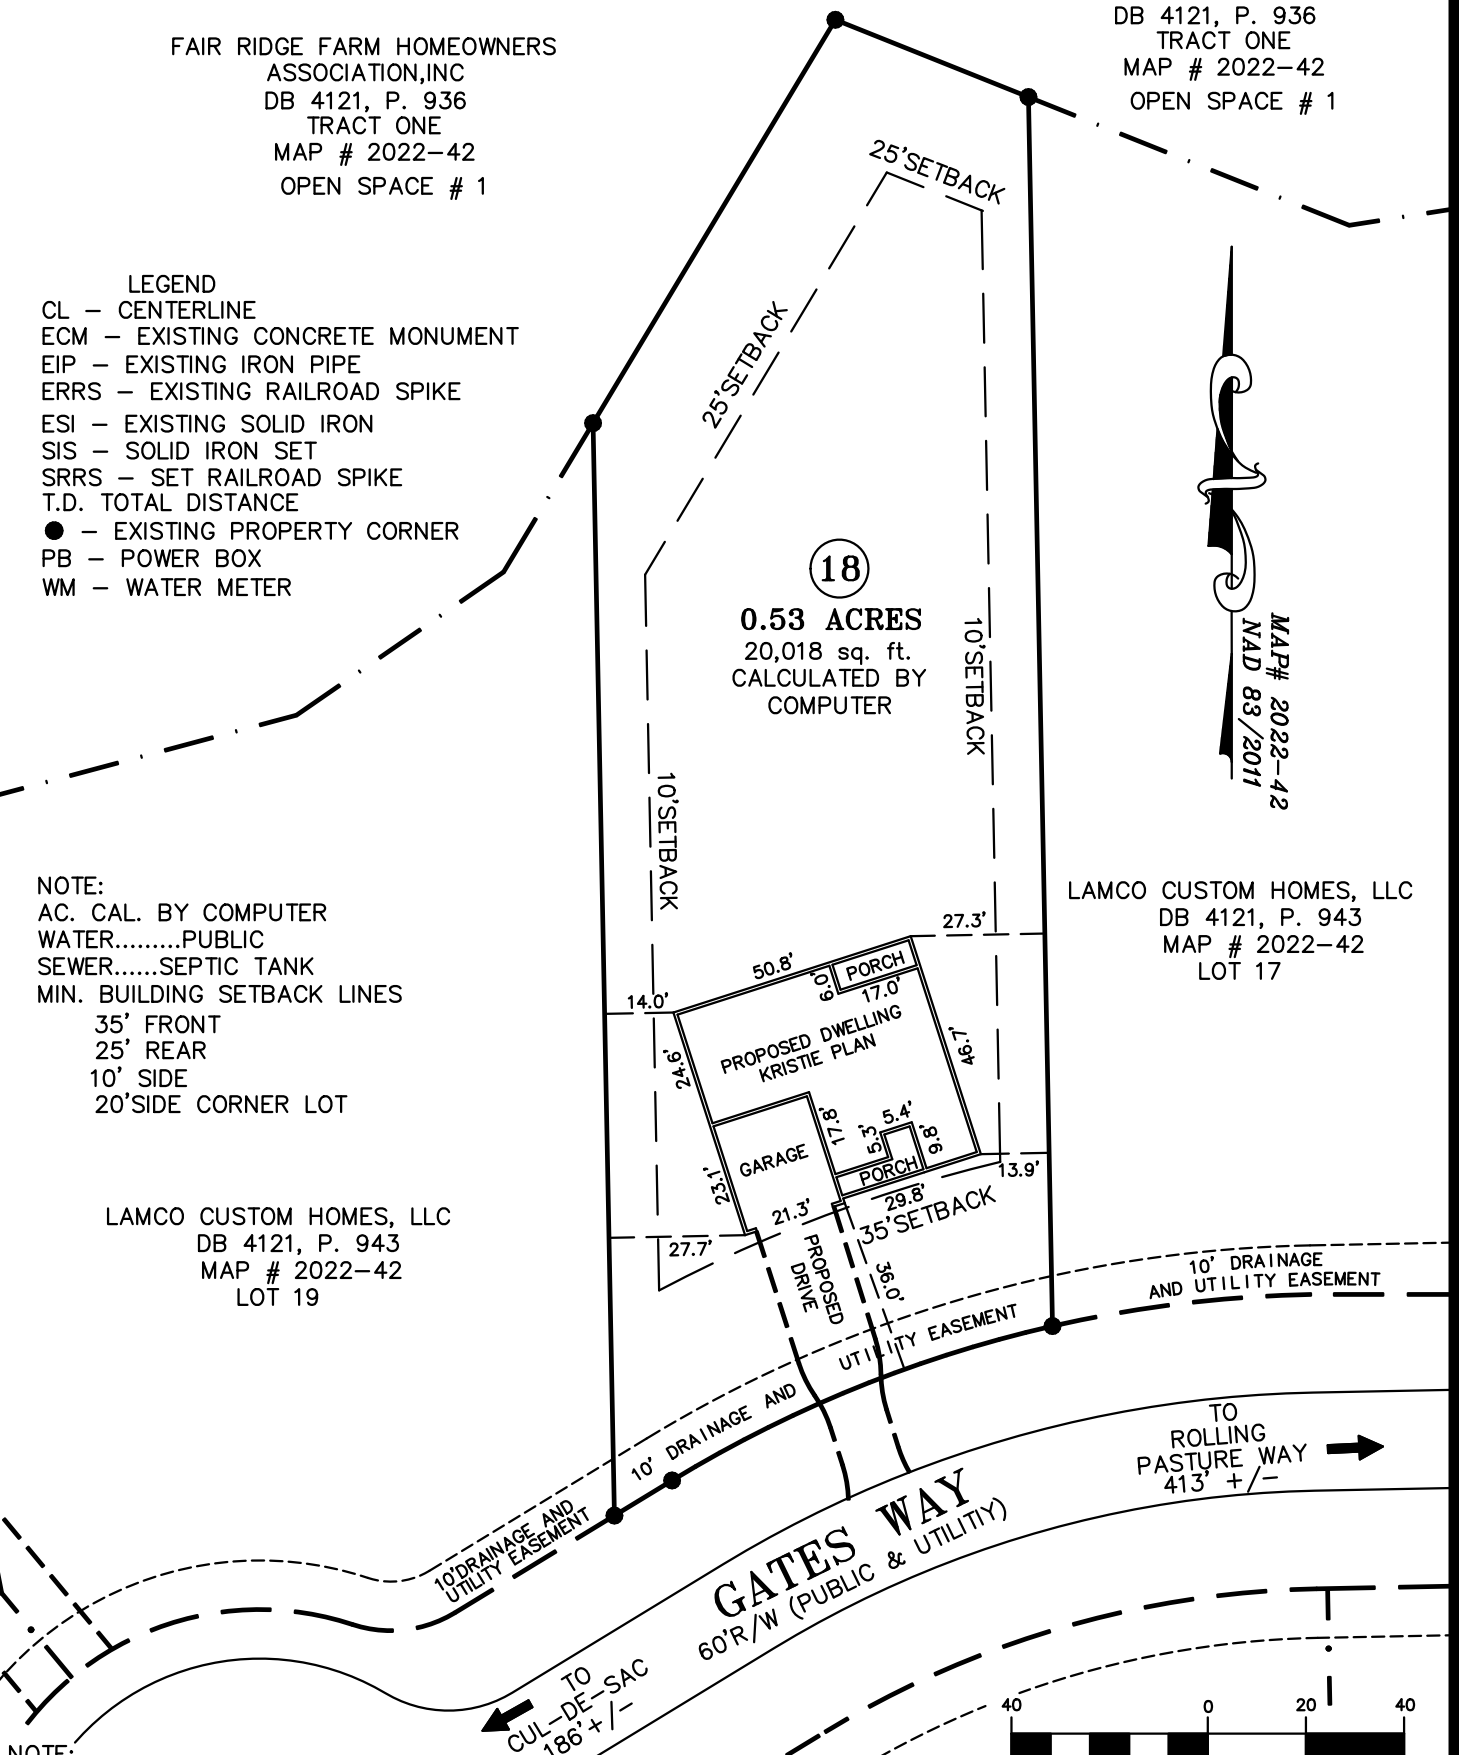 FAIR RIDGE FARM HOMEOWNERS
ASSOCIATION,INC
DB 4121, P. 936
TRACT ONE
MAP # 2022-42
OPEN SPACE # 1
DB 4121, P. 936
TRACT ONE
MAP # 2022-42
OPEN SPACE # 1
LEGEND
CL – CENTERLINE
ECM – EXISTING CONCRETE MONUMENT
EIP – EXISTING IRON PIPE
ERRS – EXISTING RAILROAD SPIKE
ESI – EXISTING SOLID IRON
SIS – SOLID IRON SET
SRRS – SET RAILROAD SPIKE
T.D. TOTAL DISTANCE
● – EXISTING PROPERTY CORNER
PB – POWER BOX
WM – WATER METER
25'SETBACK
25'SETBACK
18
0.53 ACRES
20,018 sq. ft.
CALCULATED BY
COMPUTER
10'SETBACK
10'SETBACK
MAP# 2022-42
NAD 83/2011
NOTE:
AC. CAL. BY COMPUTER
WATER.........PUBLIC
SEWER......SEPTIC TANK
MIN. BUILDING SETBACK LINES
35' FRONT
25' REAR
10' SIDE
20'SIDE CORNER LOT
LAMCO CUSTOM HOMES, LLC
DB 4121, P. 943
MAP # 2022-42
LOT 17
LAMCO CUSTOM HOMES, LLC
DB 4121, P. 943
MAP # 2022-42
LOT 19
27.3'
50.8'
6.0'
PORCH
17.0'
14.0'
24.6'
PROPOSED DWELLING
KRISTIE PLAN
46.7'
17.8'
5.3'
5.4'
9.8'
GARAGE
PORCH
23.1'
13.9'
29.8'
21.3'
35'SETBACK
27.7'
PROPOSED
DRIVE
36.0'
10' DRAINAGE
AND UTILITY EASEMENT
10' DRAINAGE AND
UTILITY EASEMENT
10'DRAINAGE AND
UTILITY EASEMENT
TO
ROLLING
PASTURE WAY
413' +/-
GATES WAY
60'R/W (PUBLIC & UTILITIY)
TO
CUL-DE-SAC
186'+/-
40 0 20 40
NOTE: